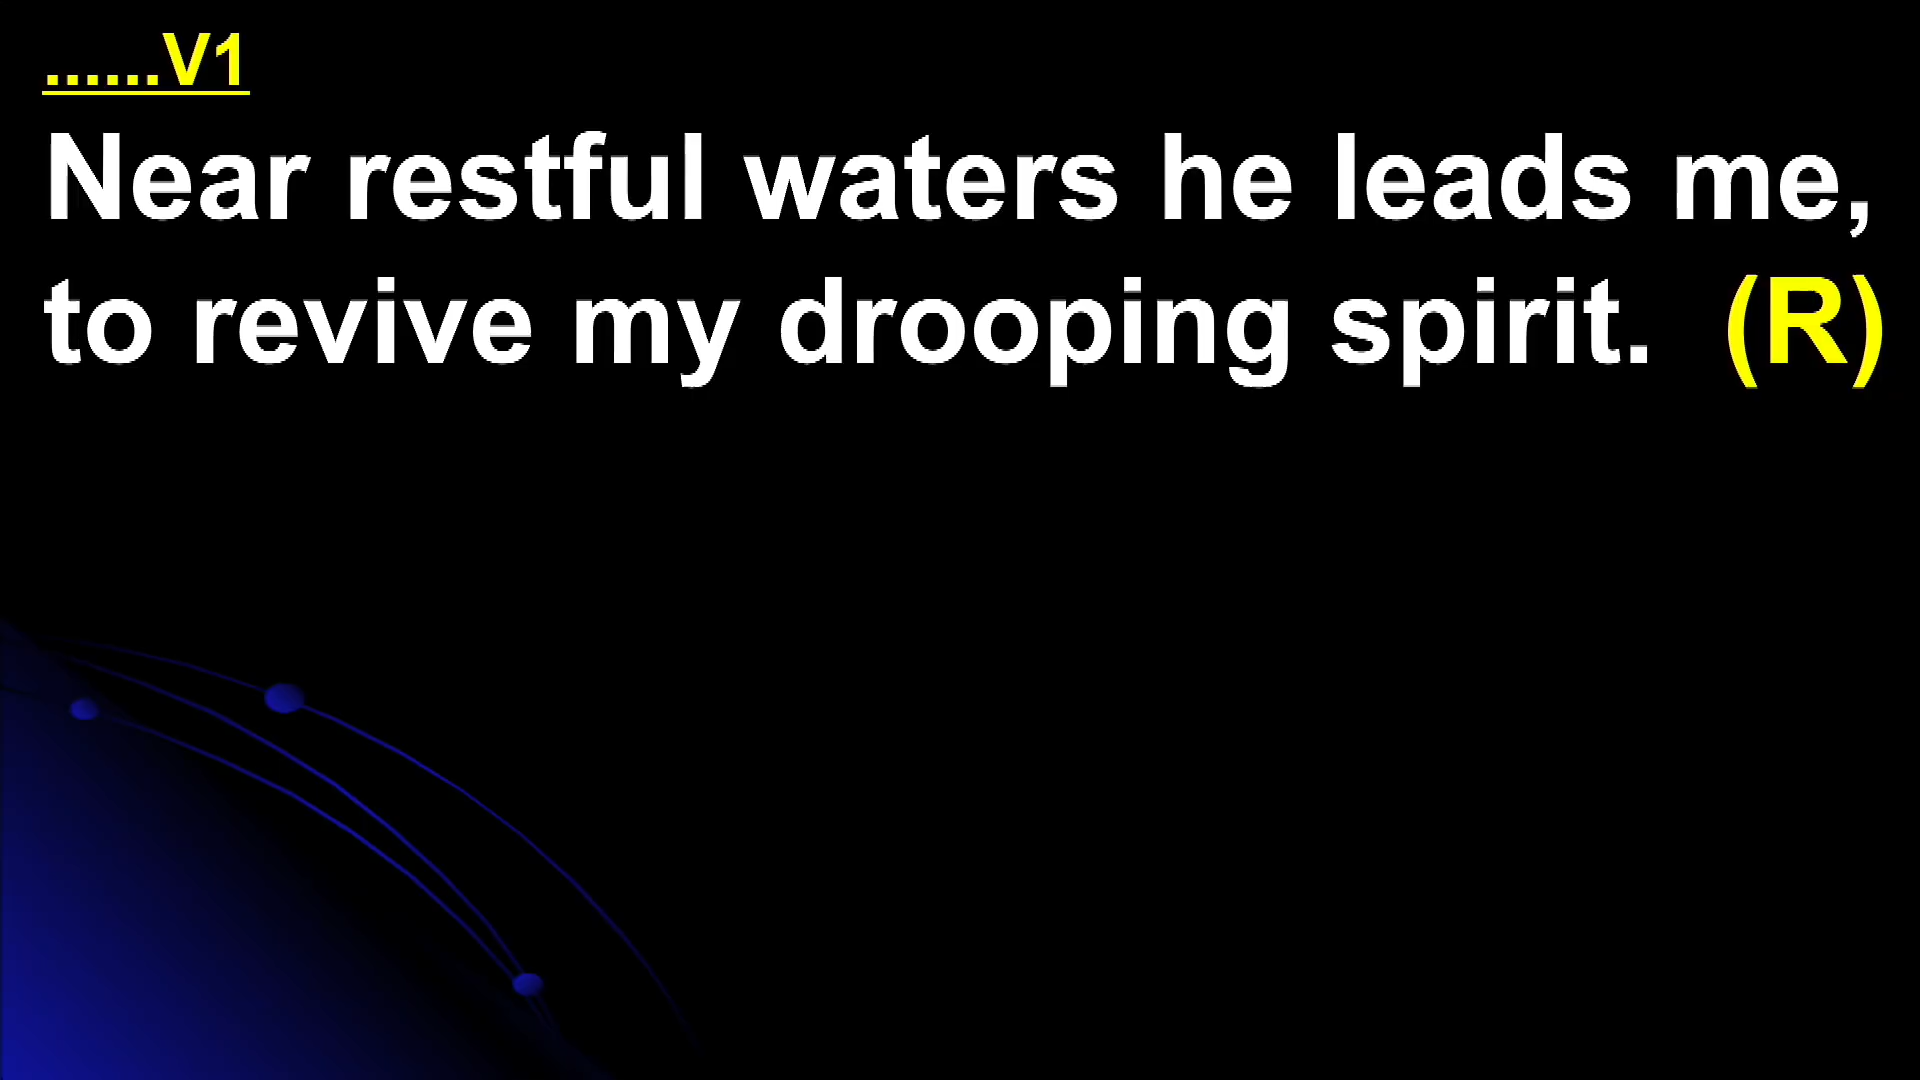 ......V1
Near restful waters he leads me,
to revive my drooping spirit. (R)